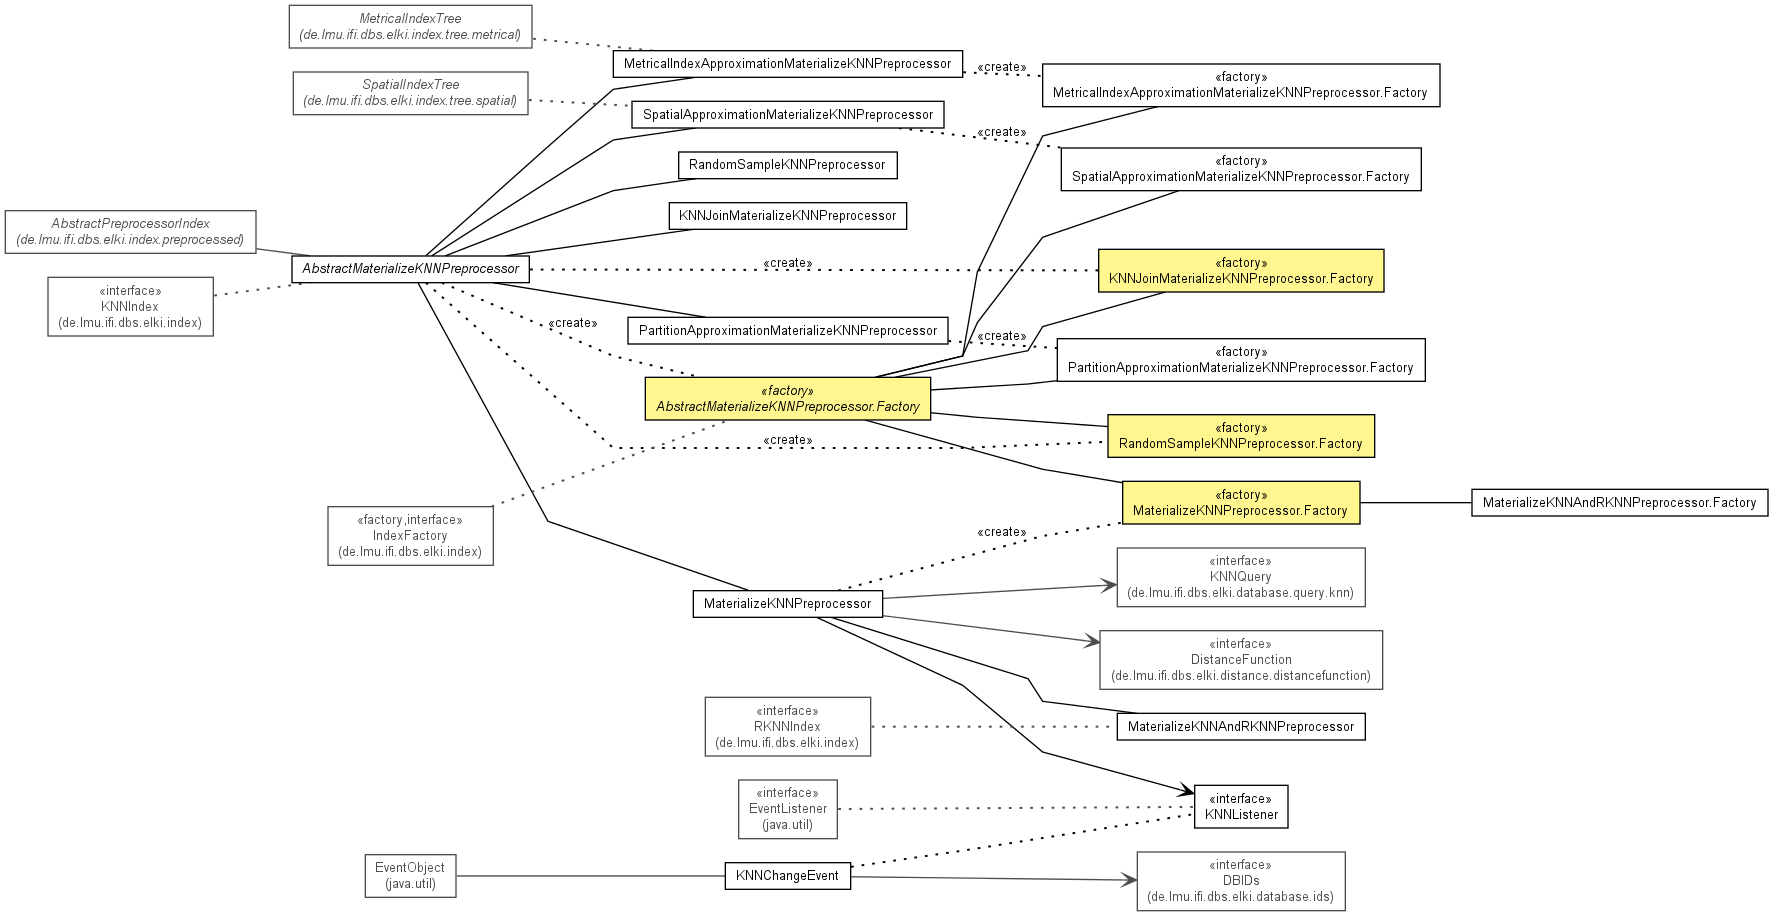 MetricalIndexTree
(de.lmu.ifi.dbs.elki.index.tree.metrical)
MetricalIndexApproximationMaterializeKNNPreprocessor
«create»
«factory»
MetricalIndexApproximationMaterializeKNNPreprocessor.Factory
SpatialIndexTree
(de.lmu.ifi.dbs.elki.index.tree.spatial)
SpatialApproximationMaterializeKNNPreprocessor
«create»
«factory»
SpatialApproximationMaterializeKNNPreprocessor.Factory
RandomSampleKNNPreprocessor
KNNJoinMaterializeKNNPreprocessor
AbstractPreprocessorIndex
(de.lmu.ifi.dbs.elki.index.preprocessed)
AbstractMaterializeKNNPreprocessor
«create»
«factory»
KNNJoinMaterializeKNNPreprocessor.Factory
«interface»
KNNIndex
(de.lmu.ifi.dbs.elki.index)
«create»
PartitionApproximationMaterializeKNNPreprocessor
«create»
«factory»
PartitionApproximationMaterializeKNNPreprocessor.Factory
«factory»
AbstractMaterializeKNNPreprocessor.Factory
«create»
«factory»
RandomSampleKNNPreprocessor.Factory
«factory,interface»
IndexFactory
(de.lmu.ifi.dbs.elki.index)
«factory»
MaterializeKNNPreprocessor.Factory
MaterializeKNNAndRKNNPreprocessor.Factory
«create»
«interface»
KNNQuery
(de.lmu.ifi.dbs.elki.database.query.knn)
MaterializeKNNPreprocessor
«interface»
DistanceFunction
(de.lmu.ifi.dbs.elki.distance.distancefunction)
«interface»
RKNNIndex
(de.lmu.ifi.dbs.elki.index)
MaterializeKNNAndRKNNPreprocessor
«interface»
EventListener
(java.util)
«interface»
KNNListener
EventObject
(java.util)
KNNChangeEvent
«interface»
DBIDs
(de.lmu.ifi.dbs.elki.database.ids)